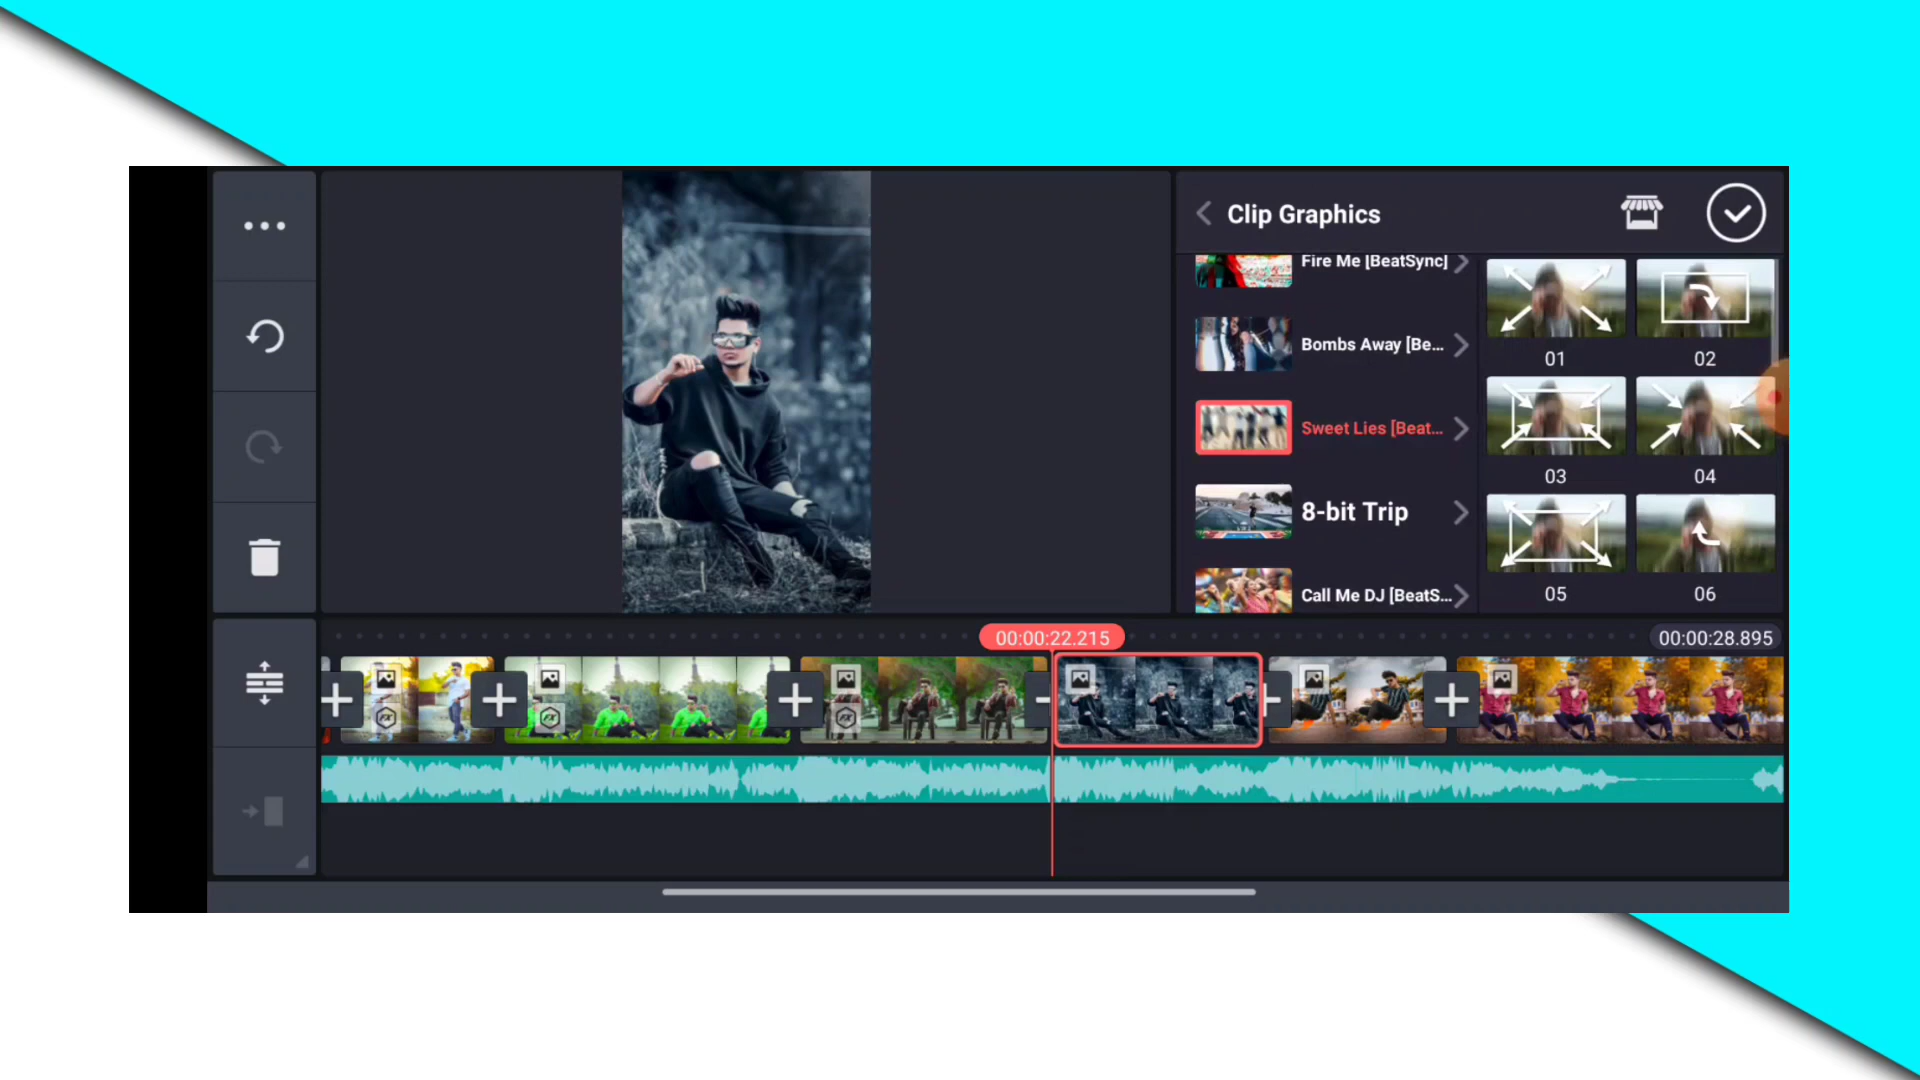 Clip Graphics
Fire Me [BeatSync]
Bombs Away [Be...
Sweet Lies [Beat...
8-bit Trip
Call Me DJ [BeatS...
01
02
03
04
05
06
00:00:22.215
00:00:28.895